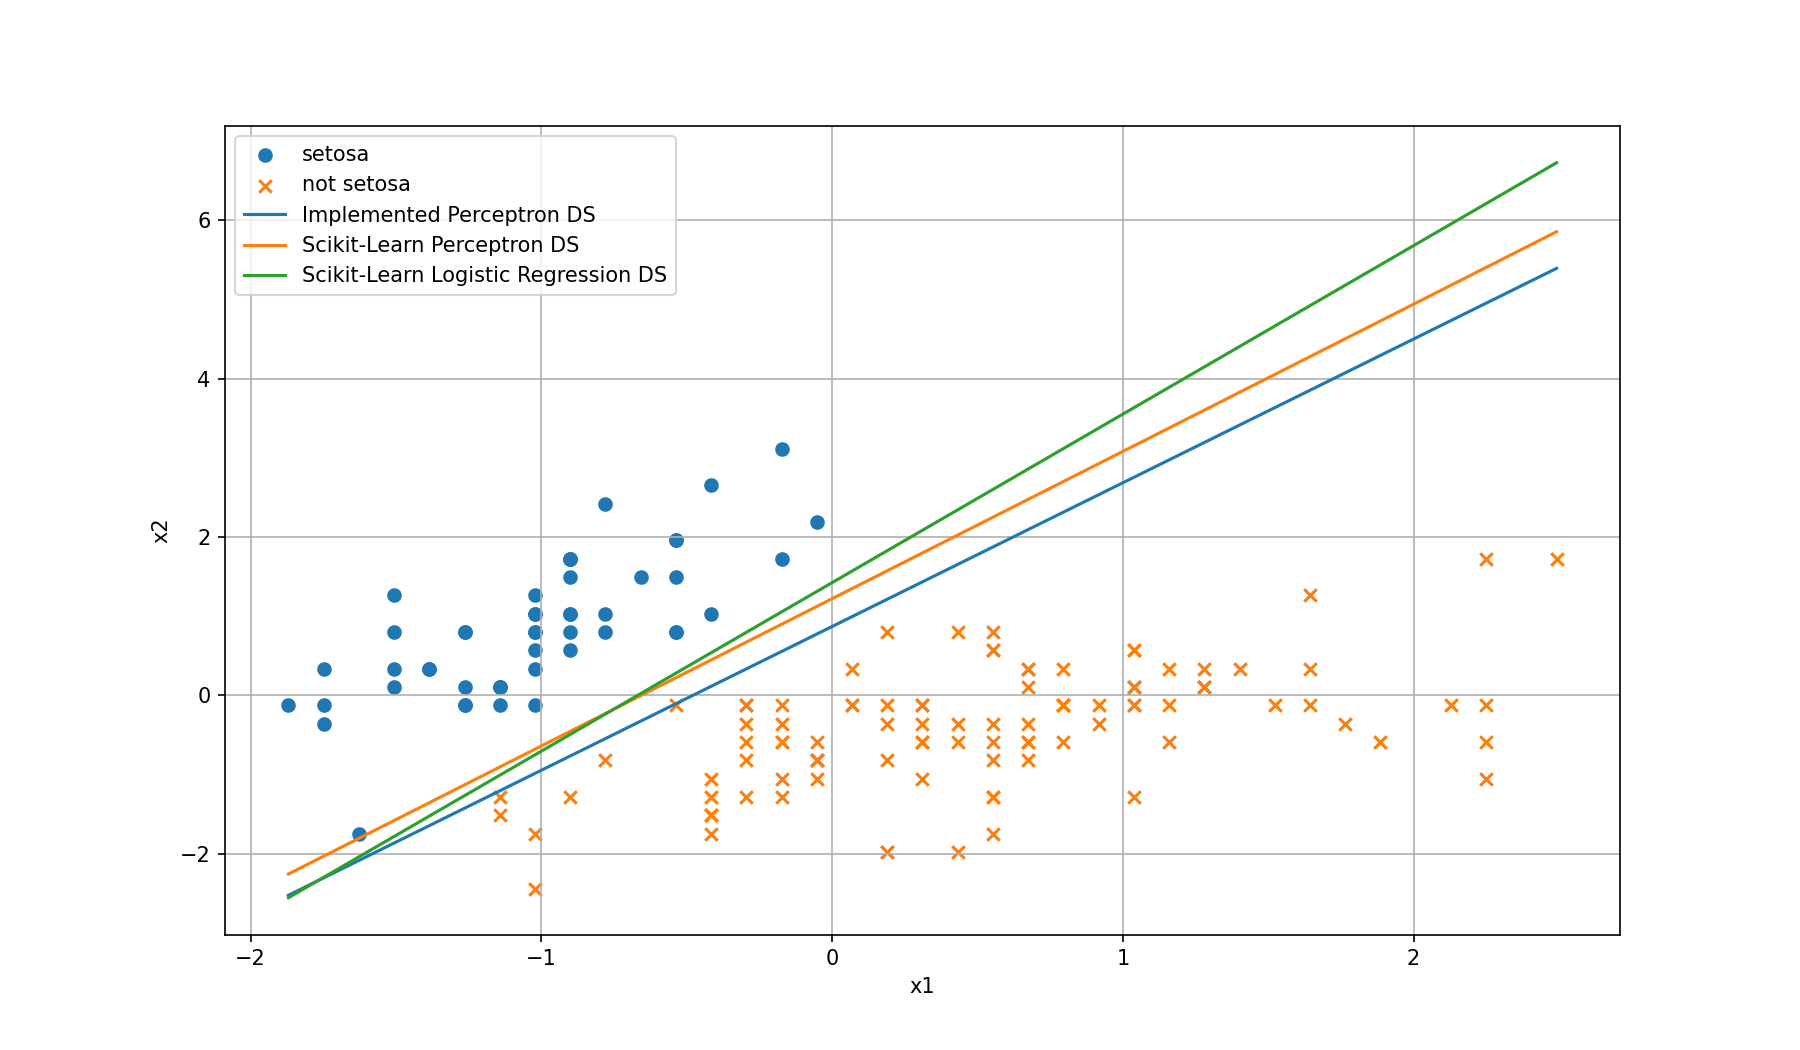 setosa
not setosa
Implemented Perceptron DS
Scikit-Learn Perceptron DS
Scikit-Learn Logistic Regression DS
6
4
2
0
−2
x2
−2
−1
0
1
2
x1